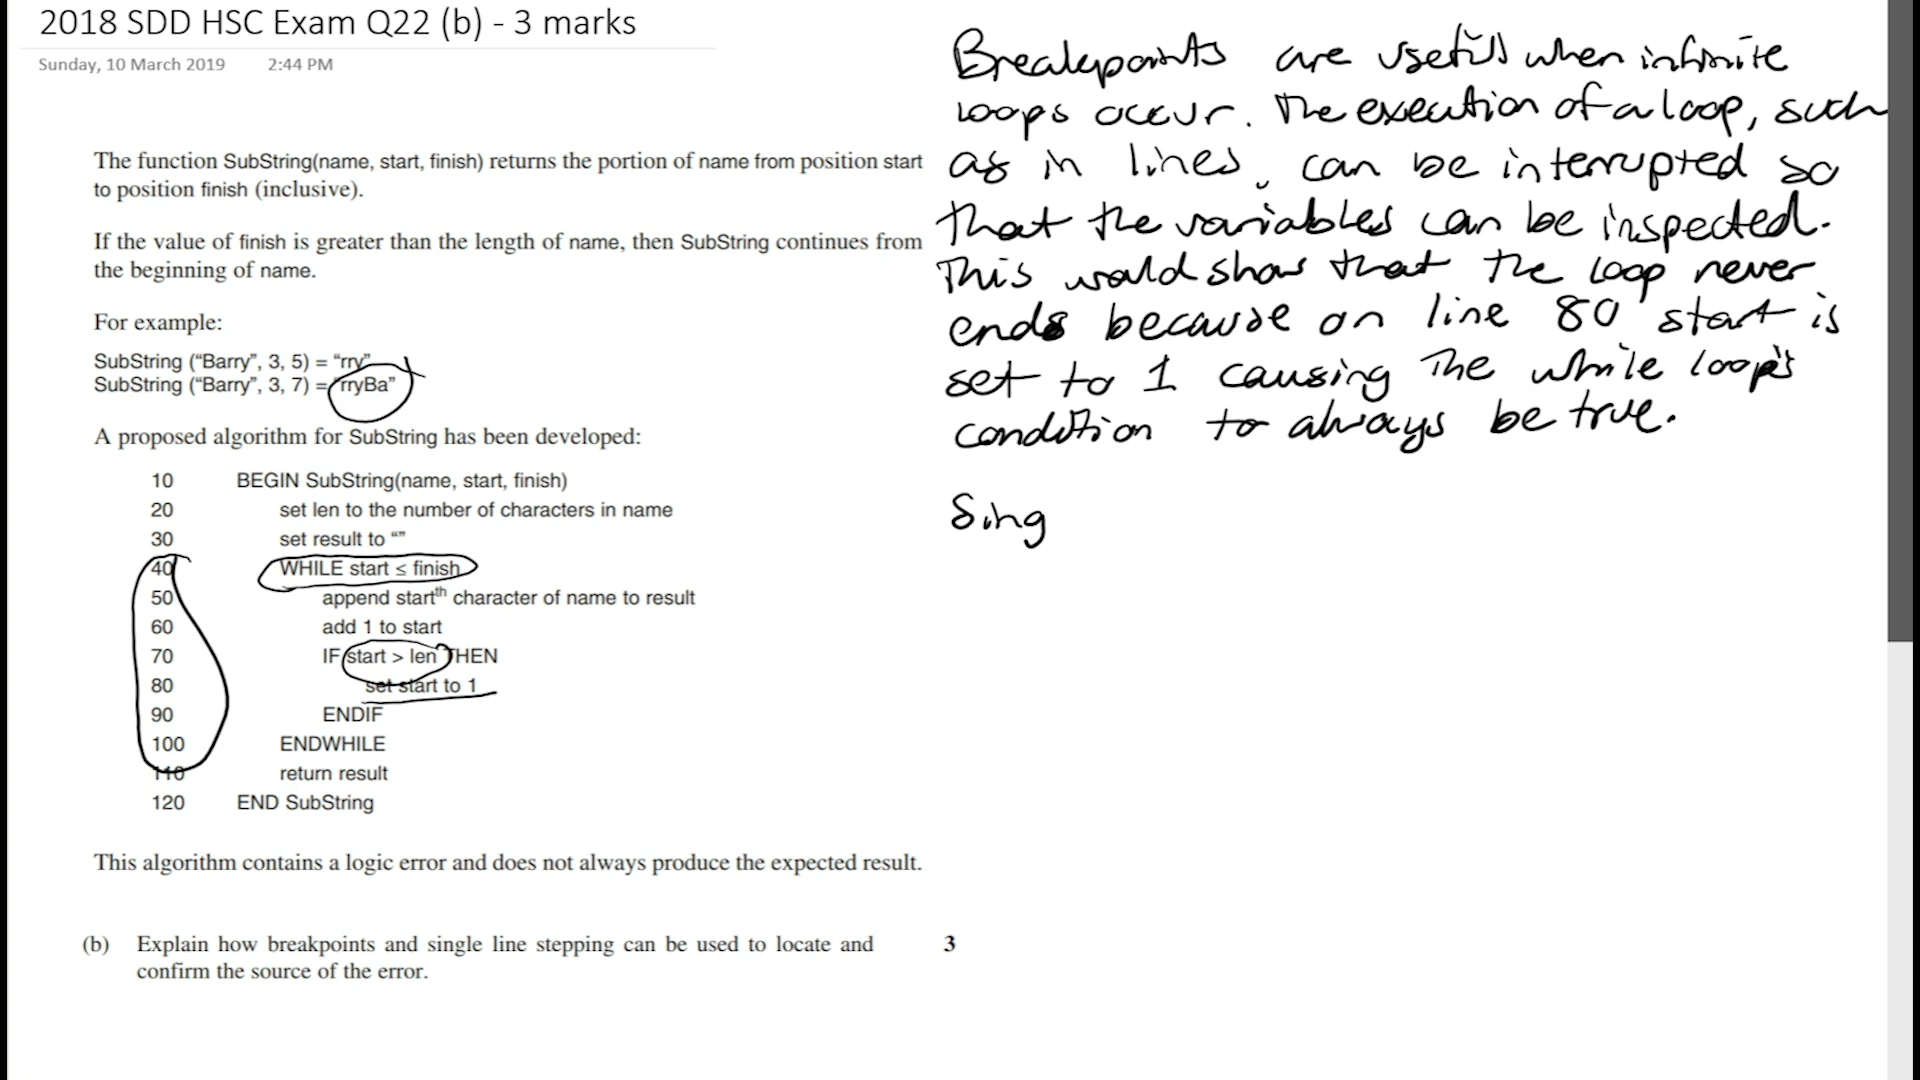 2018 SDD HSC Exam Q22 (b) - 3 marks
Sunday, 10 March 2019 2:44 PM
The function SubString(name, start, finish) returns the portion of name from position start
to position finish (inclusive).
If the value of finish is greater than the length of name, then SubString continues from
the beginning of name.
For example:
SubString (“Barry”, 3, 5) = “rry”
SubString (“Barry”, 3, 7) = “rryBa”
A proposed algorithm for SubString has been developed:
10 BEGIN SubString(name, start, finish)
20 set len to the number of characters in name
30 set result to “”
40 WHILE start ≤ finish
50 append startth character of name to result
60 add 1 to start
70 IF start > len THEN
80 set start to 1
90 ENDIF
100 ENDWHILE
110 return result
120 END SubString
This algorithm contains a logic error and does not always produce the expected result.
(b) Explain how breakpoints and single line stepping can be used to locate and 3
confirm the source of the error.
Breakpoints are useful when infinite
loops occur. The execution of a loop, such
as in lines, can be interrupted so
that the variables can be inspected.
This would show that the loop never
ends because on line 80 start is
set to 1 causing the while loop's
condition to always be true.
Sing